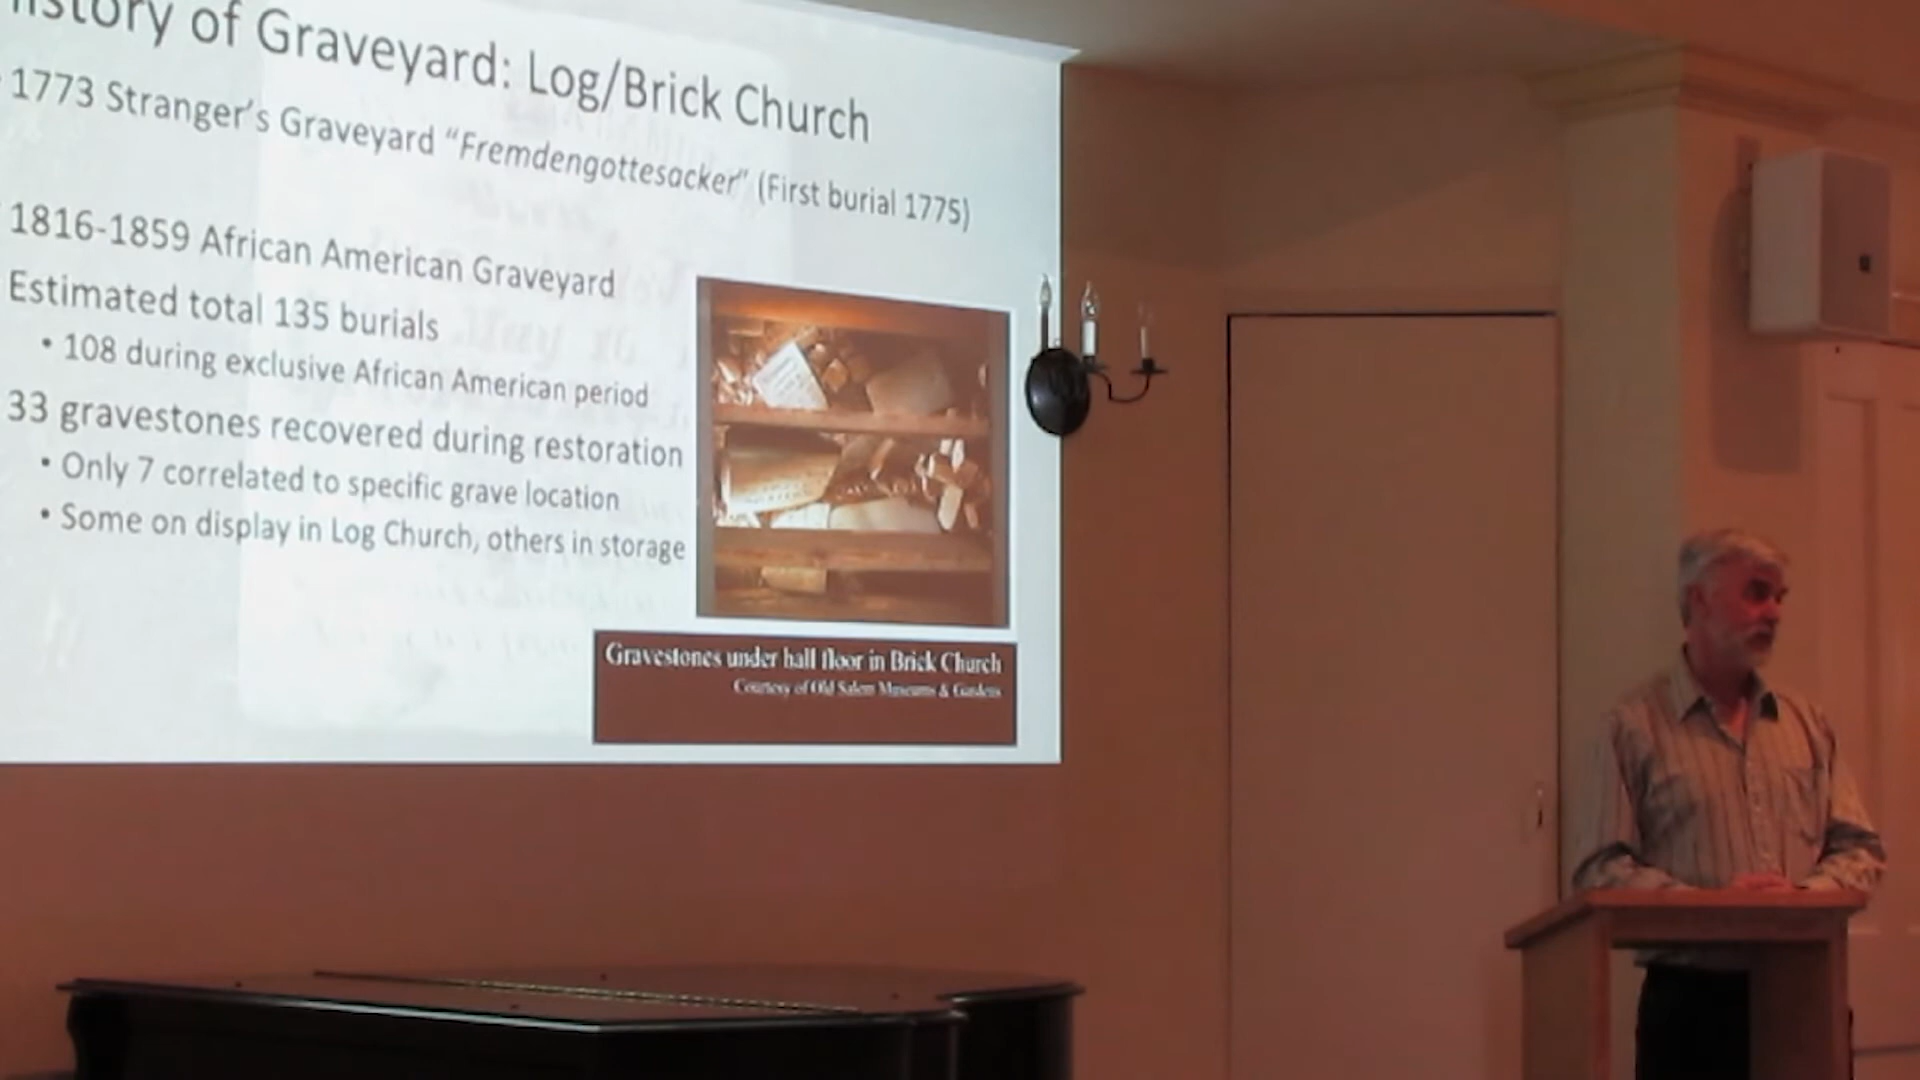 istory of Graveyard: Log/Brick Church
• 1773 Stranger's Graveyard “Fremdengottesacker” (First burial 1775)
1816-1859 African American Graveyard
Estimated total 135 burials
• 108 during exclusive African American period
33 gravestones recovered during restoration
• Only 7 correlated to specific grave location
• Some on display in Log Church, others in storage
Gravestones under hall floor in Brick Church
Courtesy of Old Salem Museums & Gardens